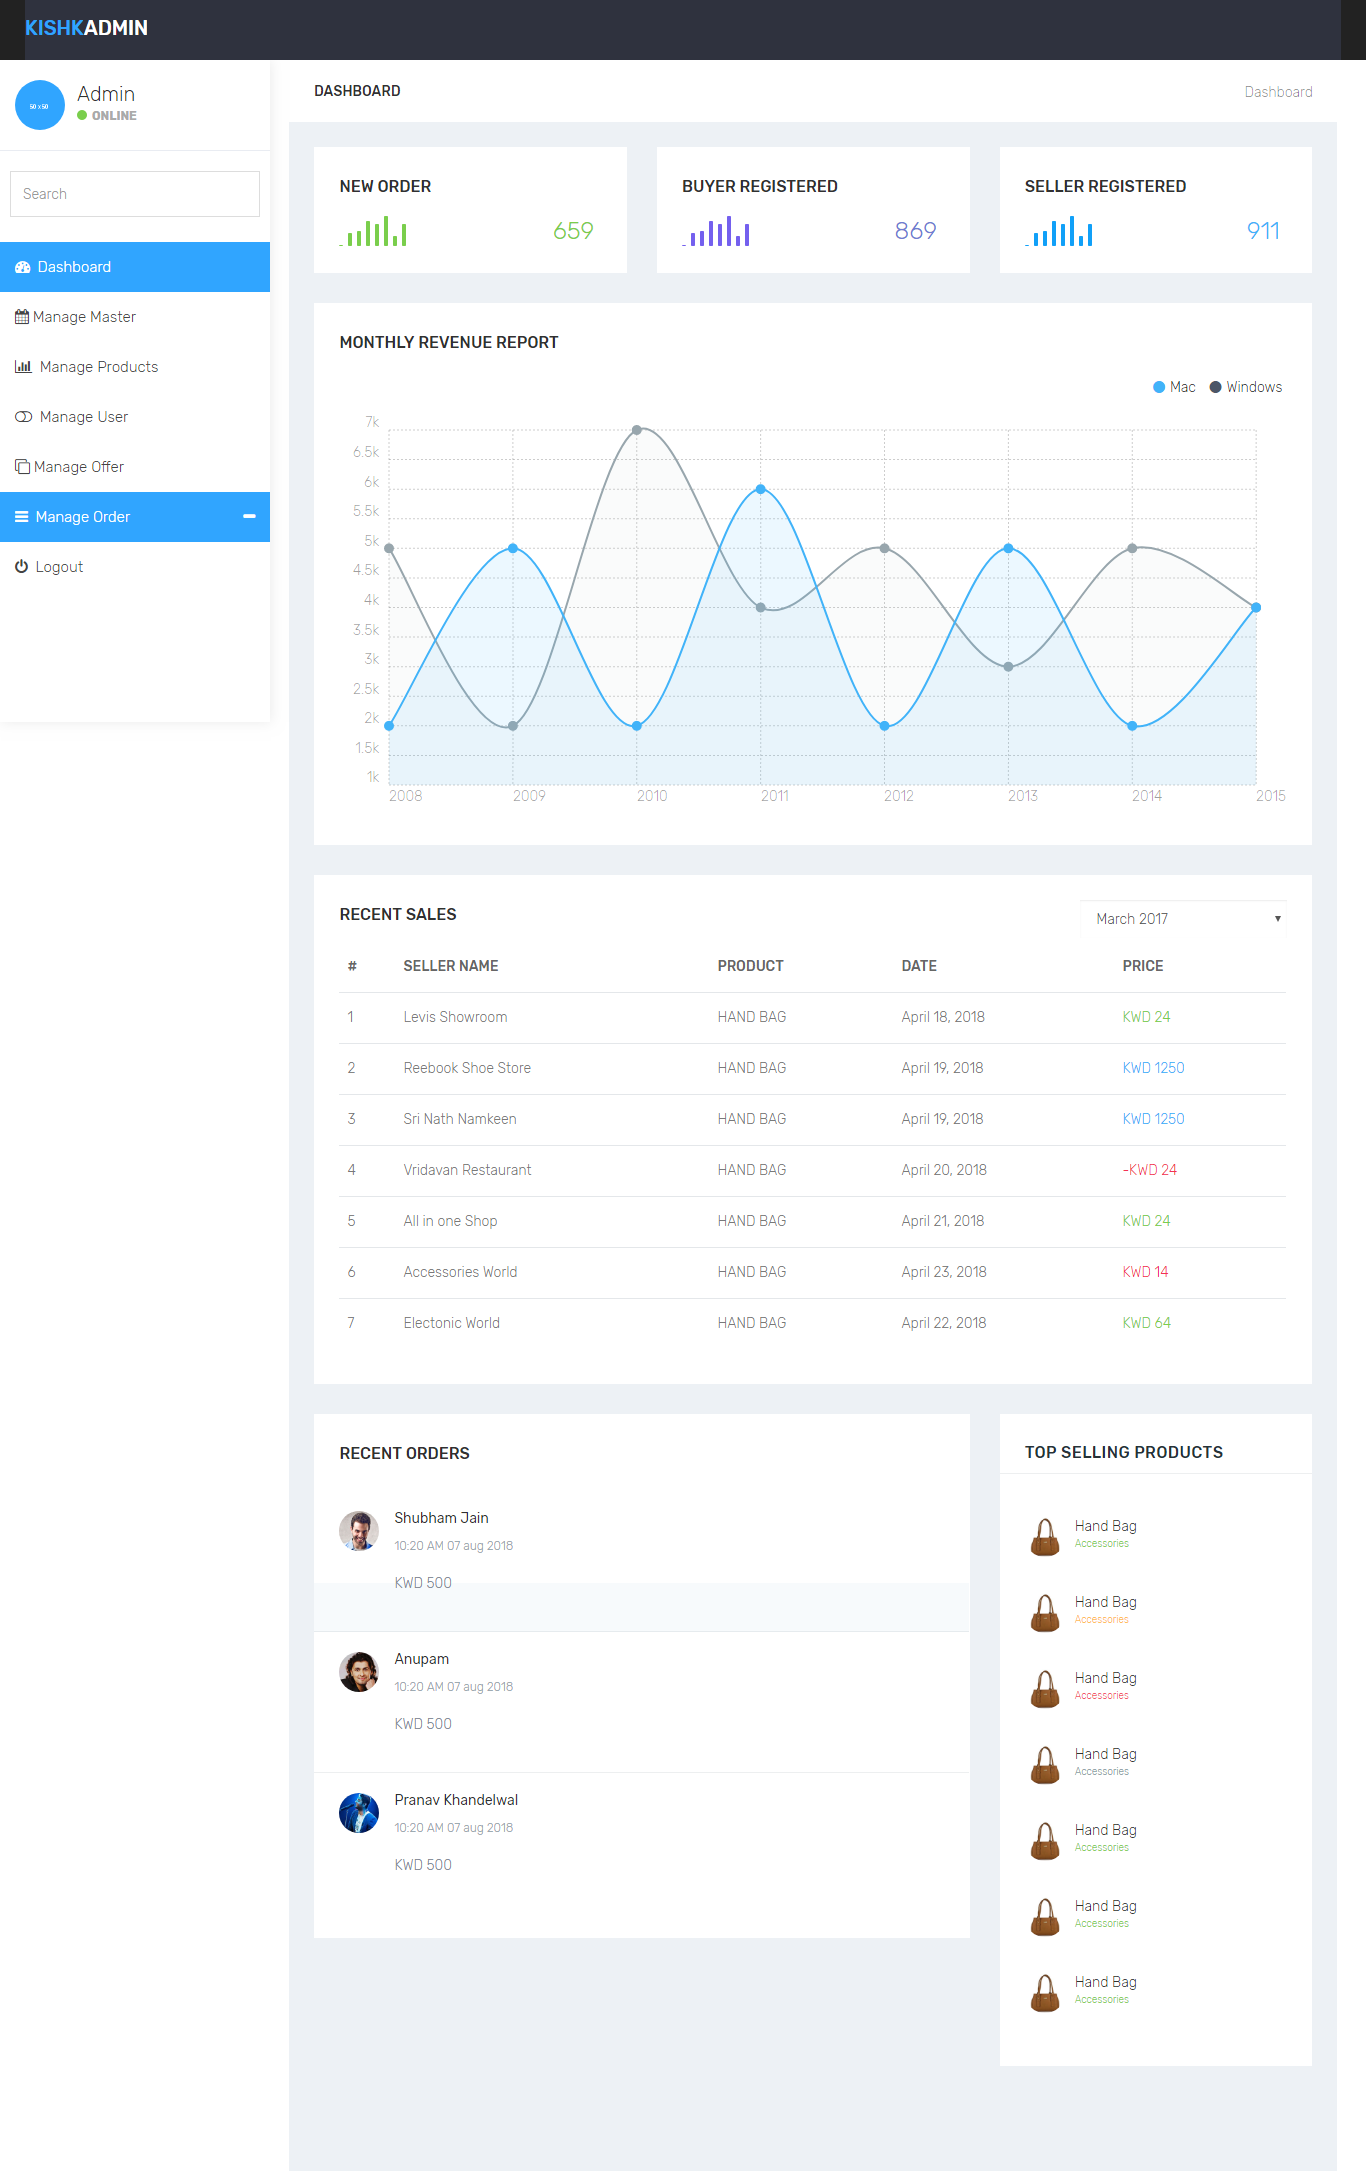 KISHKADMIN
50 x 50
Admin
ONLINE
Search
Dashboard
Manage Master
Manage Products
Manage User
Manage Offer
Manage Order
Logout
DASHBOARD
Dashboard
NEW ORDER
659
BUYER REGISTERED
869
SELLER REGISTERED
911
MONTHLY REVENUE REPORT
Mac Windows
7k
6.5k
6k
5.5k
5k
4.5k
4k
3.5k
3k
2.5k
2k
1.5k
1k
2008 2009 2010 2011 2012 2013 2014 2015
RECENT SALES
March 2017
# SELLER NAME PRODUCT DATE PRICE
1 Levis Showroom HAND BAG April 18, 2018 KWD 24
2 Reebook Shoe Store HAND BAG April 19, 2018 KWD 1250
3 Sri Nath Namkeen HAND BAG April 19, 2018 KWD 1250
4 Vridavan Restaurant HAND BAG April 20, 2018 -KWD 24
5 All in one Shop HAND BAG April 21, 2018 KWD 24
6 Accessories World HAND BAG April 23, 2018 KWD 14
7 Electonic World HAND BAG April 22, 2018 KWD 64
RECENT ORDERS
Shubham Jain
10:20 AM 07 aug 2018
KWD 500
Anupam
10:20 AM 07 aug 2018
KWD 500
Pranav Khandelwal
10:20 AM 07 aug 2018
KWD 500
TOP SELLING PRODUCTS
Hand Bag
Accessories
Hand Bag
Accessories
Hand Bag
Accessories
Hand Bag
Accessories
Hand Bag
Accessories
Hand Bag
Accessories
Hand Bag
Accessories